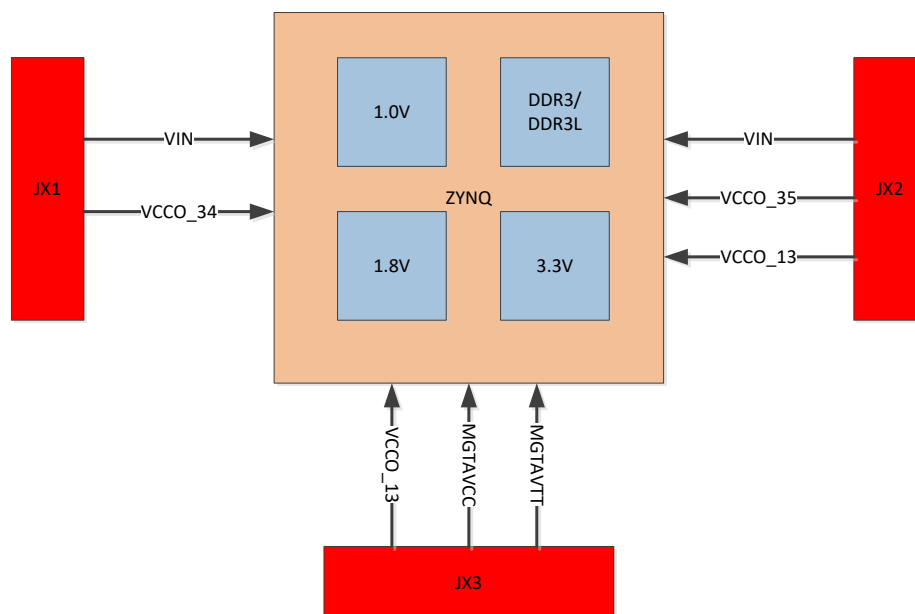 1.0V
DDR3/
DDR3L
VIN
VIN
JX1
JX2
ZYNQ
VCCO_34
VCCO_35
1.8V
3.3V
VCCO_13
VCCO_13
MGTAVCC
MGTAVTT
JX3